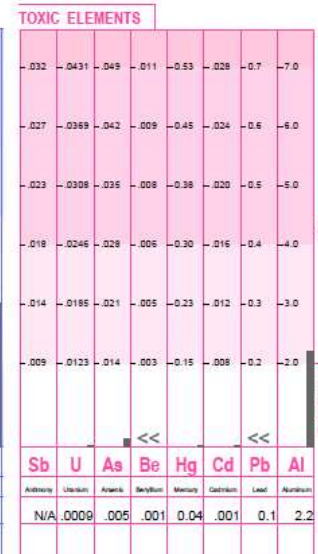 TOXIC ELEMENTS
.032 .0431 .049 .011 0.53 .028 0.7 7.0
.027 .0369 .042 .009 0.45 .024 0.6 6.0
.023 .0308 .035 .008 0.38 .020 0.5 5.0
.018 .0246 .028 .006 0.30 .016 0.4 4.0
.014 .0185 .021 .005 0.23 .012 0.3 3.0
.009 .0123 .014 .003 0.15 .008 0.2 2.0
<< <<
Sb U As Be Hg Cd Pb Al
Antimony Uranium Arsenic Beryllium Mercury Cadmium Lead Aluminum
N/A .0009 .005 .001 0.04 .001 0.1 2.2